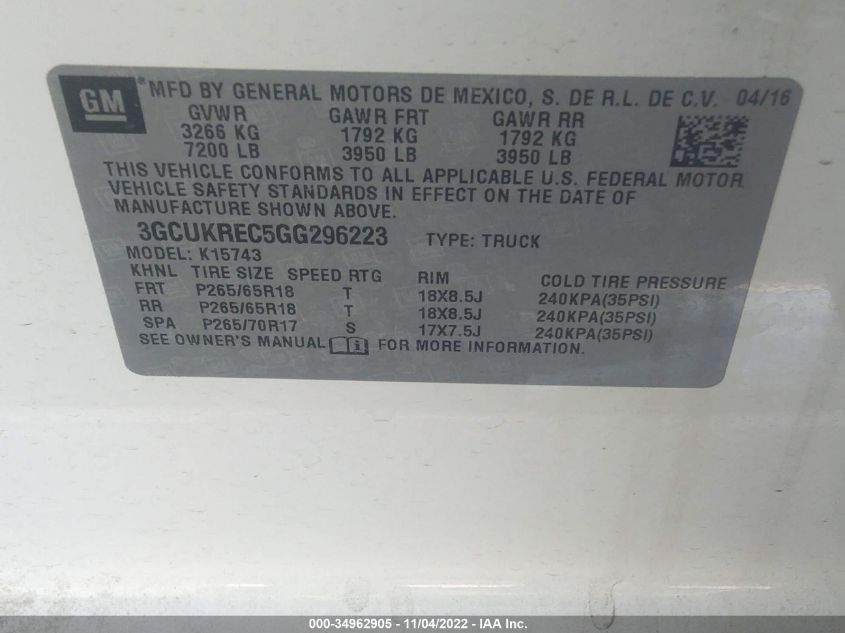 GM
*MFD BY GENERAL MOTORS DE MEXICO, S. DE R.L. DE C.V. 04/16
GVWR GAWR FRT GAWR RR
3266 KG 1792 KG 1792 KG
7200 LB 3950 LB 3950 LB
THIS VEHICLE CONFORMS TO ALL APPLICABLE U.S. FEDERAL MOTOR
VEHICLE SAFETY STANDARDS IN EFFECT ON THE DATE OF
MANUFACTURE SHOWN ABOVE.
3GCUKREC5GG296223 TYPE: TRUCK
MODEL: K15743
KHNL TIRE SIZE SPEED RTG RIM COLD TIRE PRESSURE
FRT P265/65R18 T 18X8.5J 240KPA(35PSI)
RR P265/65R18 T 18X8.5J 240KPA(35PSI)
SPA P265/70R17 S 17X7.5J 240KPA(35PSI)
SEE OWNER'S MANUAL i FOR MORE INFORMATION.
000-34962905 - 11/04/2022 - US